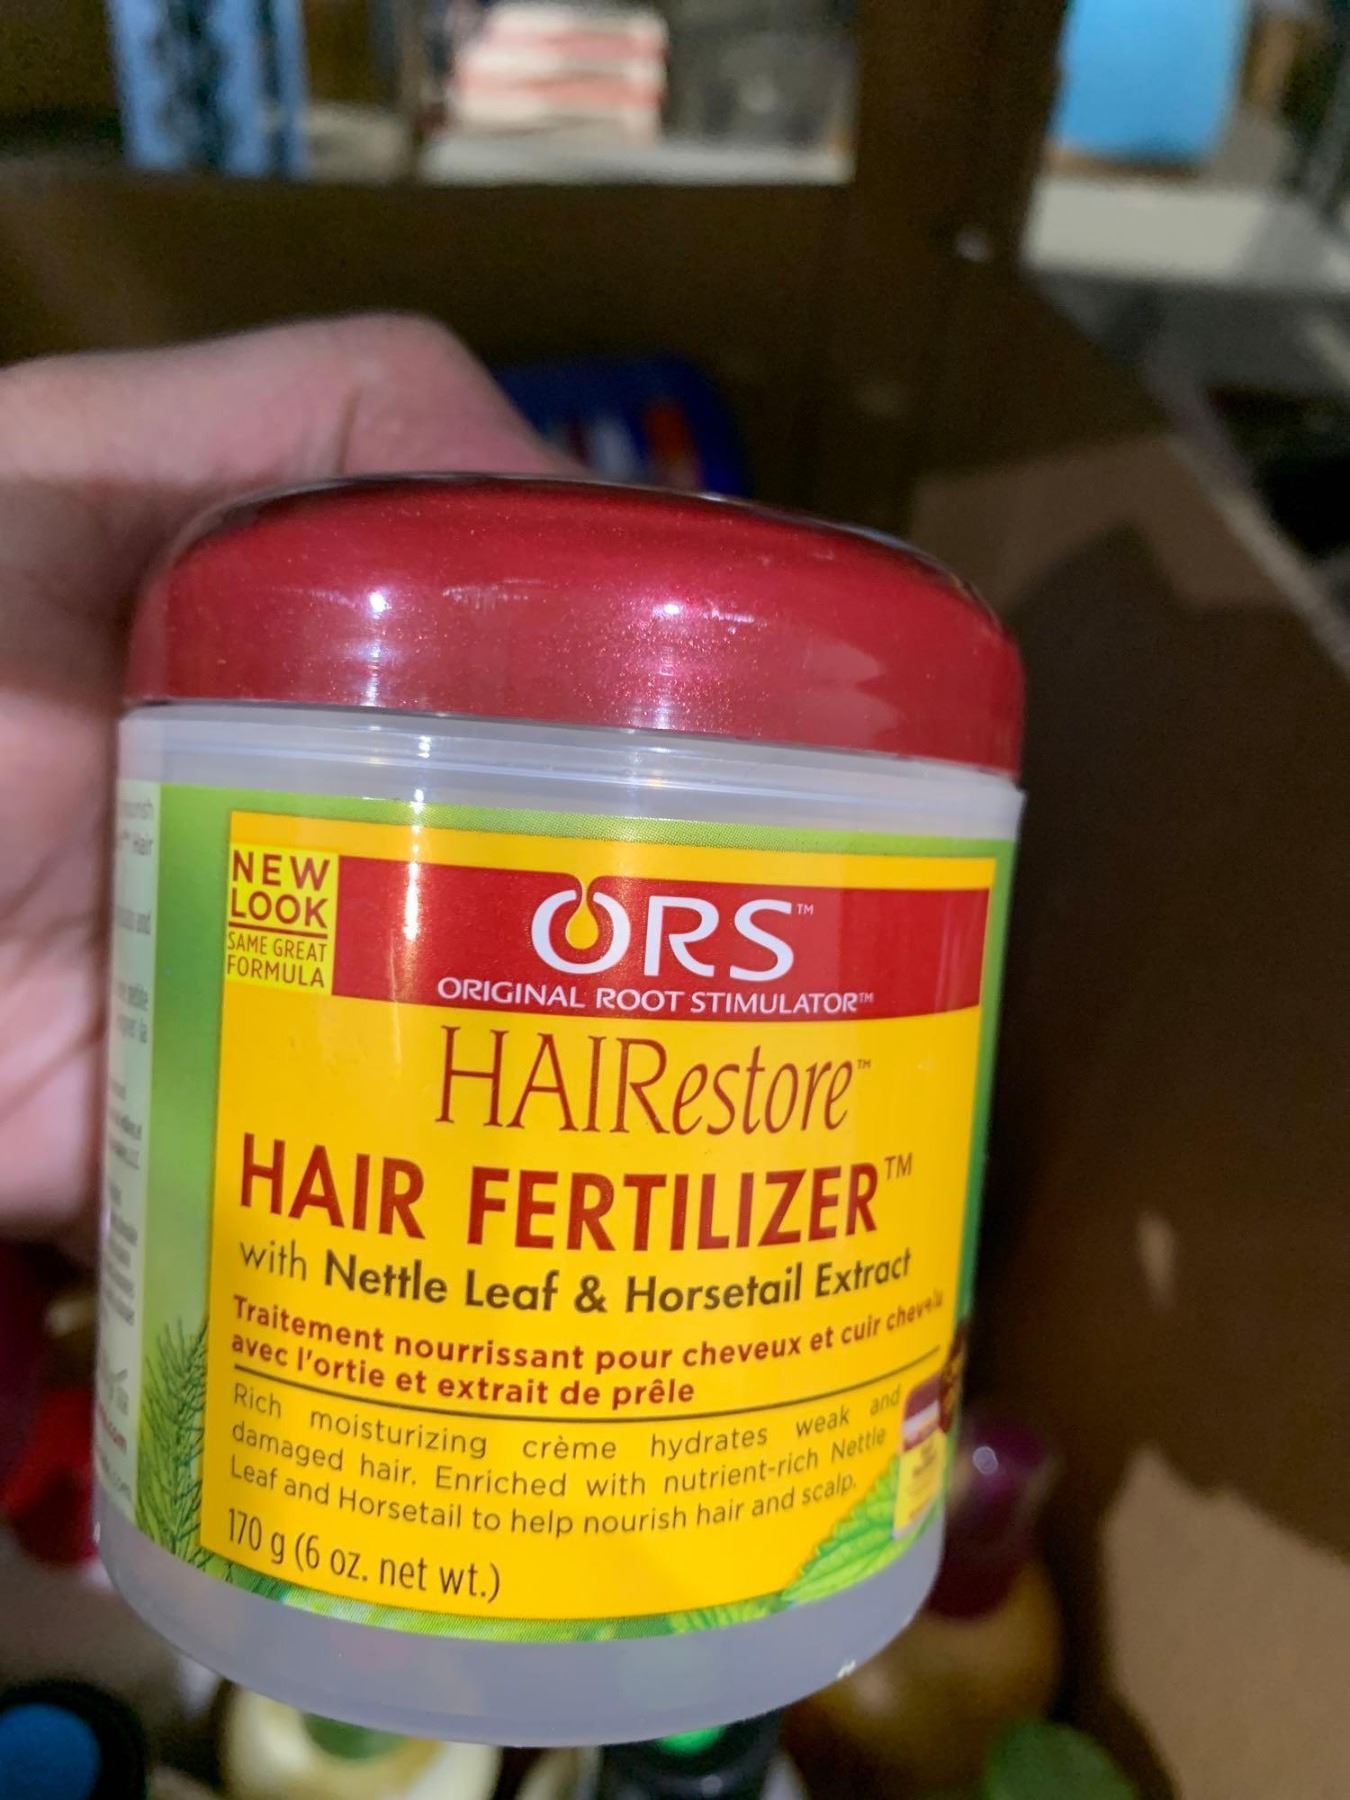 NEW
LOOK
SAME GREAT
FORMULA
ORS™
ORIGINAL ROOT STIMULATOR™
HAIRestore™
HAIR FERTILIZER™
with Nettle Leaf & Horsetail Extract
Traitement nourrissant pour cheveux et cuir chevelu
avec l'ortie et extrait de prêle
Rich moisturizing crème hydrates weak and
damaged hair. Enriched with nutrient-rich Nettle
Leaf and Horsetail to help nourish hair and scalp.
170 g (6 oz. net wt.)